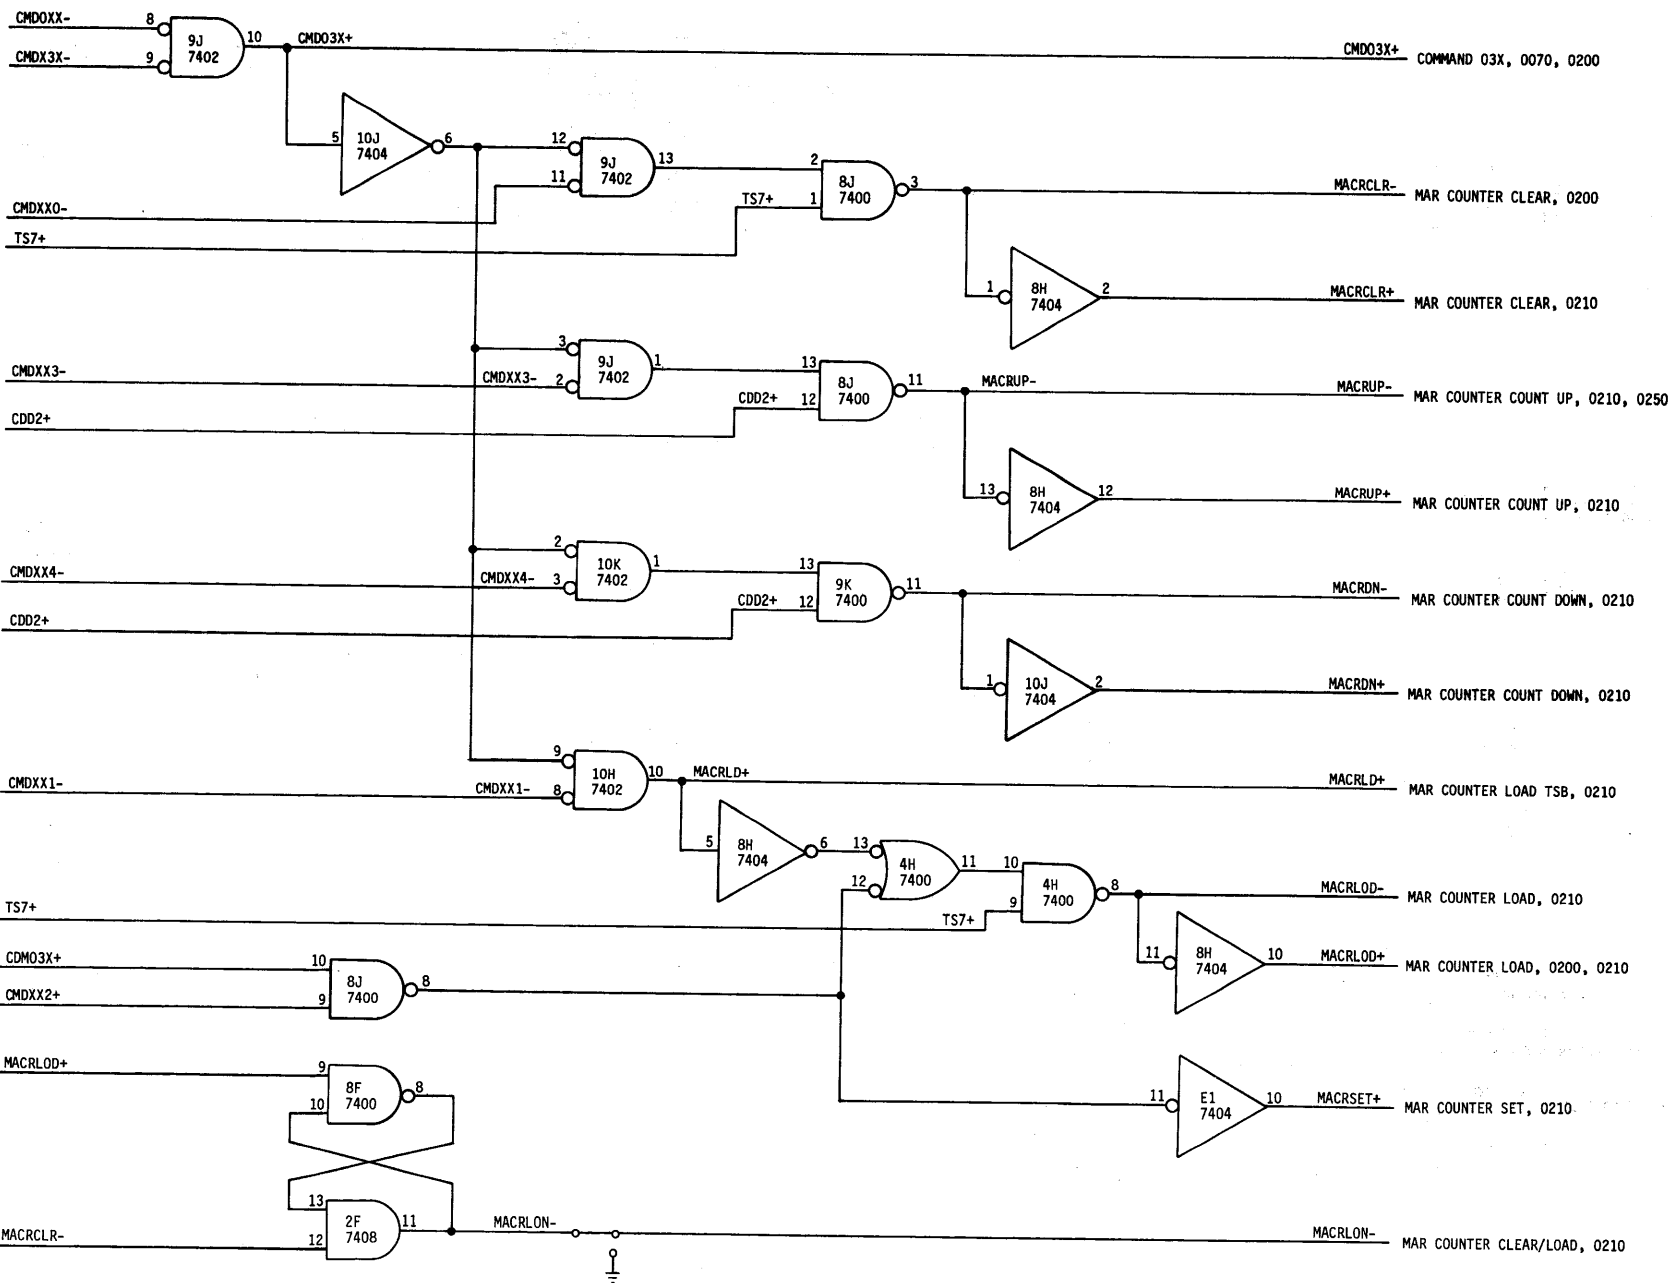 CMD0XX-
8
9J
7402
10
CMD03X+
CMD03X+
COMMAND 03X, 0070, 0200
CMDX3X-
9
5
10J
7404
6
12
9J
7402
13
11
CMDXX0-
TS7+
2
8J
7400
3
TS7+
1
MACRCLR-
MAR COUNTER CLEAR, 0200
1
8H
7404
2
MACRCLR+
MAR COUNTER CLEAR, 0210
3
9J
7402
1
CMDXX3-
CMDXX3-
2
CDD2+
13
8J
7400
11
CDD2+
12
MACRUP-
MACRUP-
MAR COUNTER COUNT UP, 0210, 0250
13
8H
7404
12
MACRUP+
MAR COUNTER COUNT UP, 0210
2
10K
7402
1
CMDXX4-
CMDXX4-
3
CDD2+
13
9K
7400
11
CDD2+
12
MACRDN-
MAR COUNTER COUNT DOWN, 0210
1
10J
7404
2
MACRDN+
MAR COUNTER COUNT DOWN, 0210
9
10H
7402
10
MACRLD+
MACRLD+
MAR COUNTER LOAD TSB, 0210
CMDXX1-
CMDXX1-
8
5
8H
7404
6
13
4H
7400
11
12
10
4H
7400
8
9
TS7+
TS7+
MACRLOD-
MAR COUNTER LOAD, 0210
11
8H
7404
10
MACRLOD+
MAR COUNTER LOAD, 0200, 0210
CDM03X+
10
8J
7400
8
CMDXX2+
9
MACRLOD+
9
8F
7400
8
10
11
E1
7404
10
MACRSET+
MAR COUNTER SET, 0210
13
2F
7408
11
MACRCLR-
12
MACRLON-
MACRLON-
MAR COUNTER CLEAR/LOAD, 0210